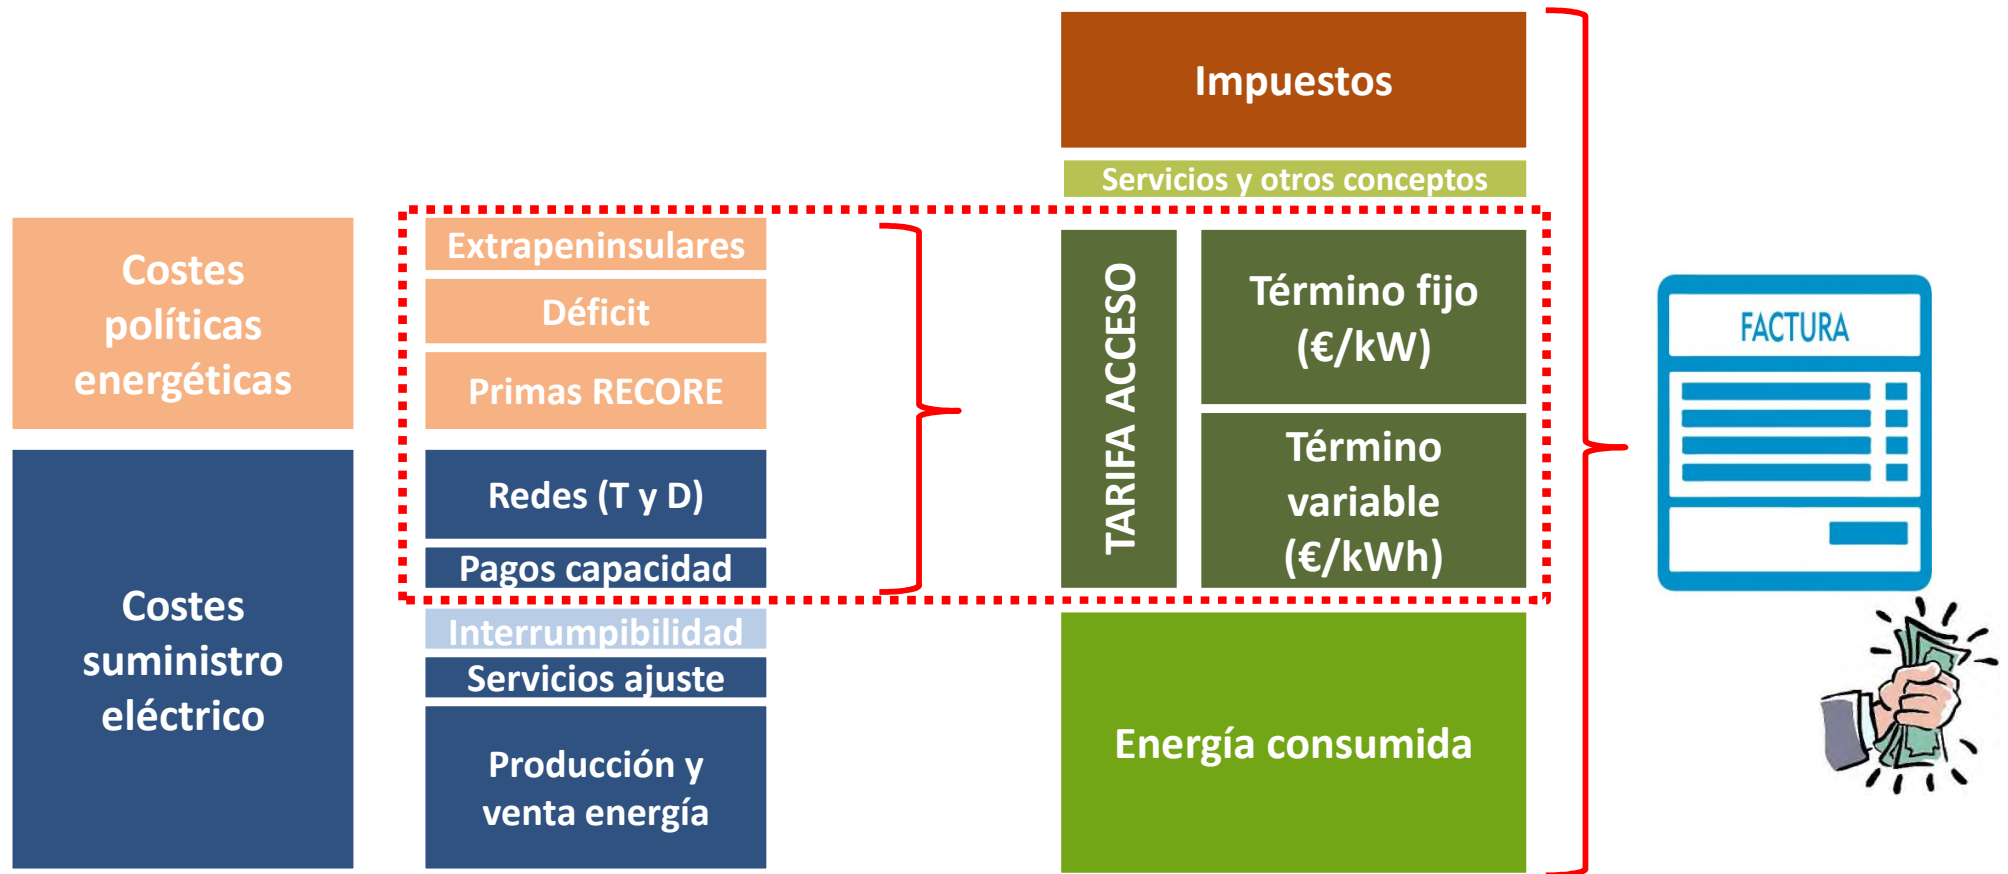 Impuestos
Servicios y otros conceptos
Costes
políticas
energéticas
Extrapeninsulares
Déficit
Primas RECORE
Costes
suministro
eléctrico
Redes (T y D)
Pagos capacidad
Interrumpibilidad
Servicios ajuste
Producción y
venta energía
TARIFA ACCESO
Término fijo
(€/kW)
Término
variable
(€/kWh)
Energía consumida
FACTURA